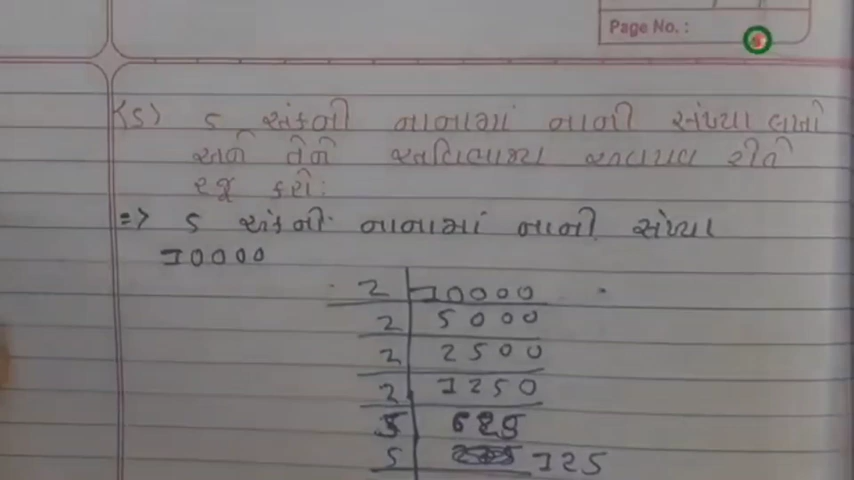 Page No. :
(5) 5 અંકની નાનામાં નાની સંખ્યા લખો
અને તેને અવિભાજ્ય અવયવ રીતે
રજૂ કરો:
=> 5 અંકની નાનામાં નાની સંખ્યા
10000
2 10000
2 5000
2 2500
2 1250
5 625
5 125